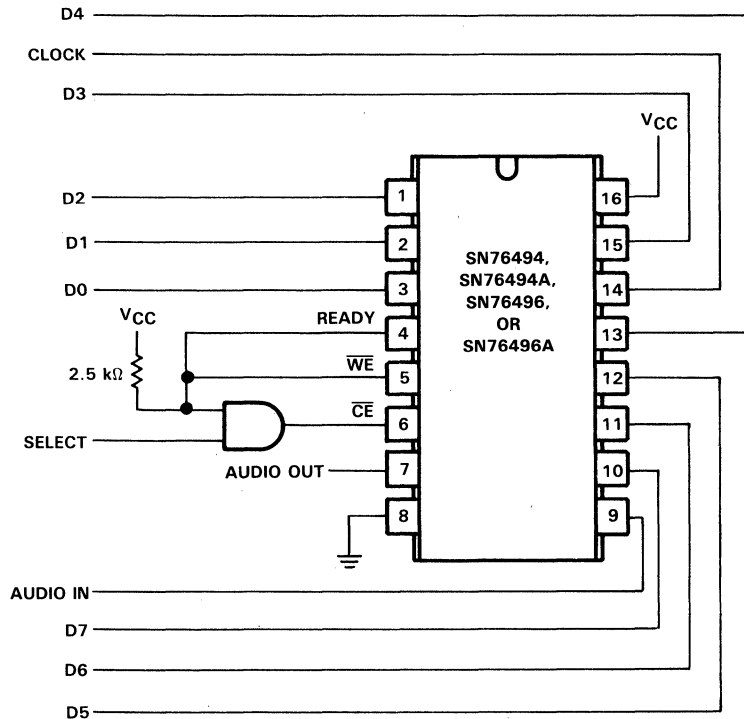 D4
CLOCK
D3
VCC
D2
1
16
D1
2
15
D0
3
14
SN76494,
SN76494A,
SN76496,
OR
SN76496A
VCC
READY
4
13
2.5 kΩ
WE
5
12
CE
6
11
SELECT
AUDIO OUT
7
10
8
9
AUDIO IN
D7
D6
D5